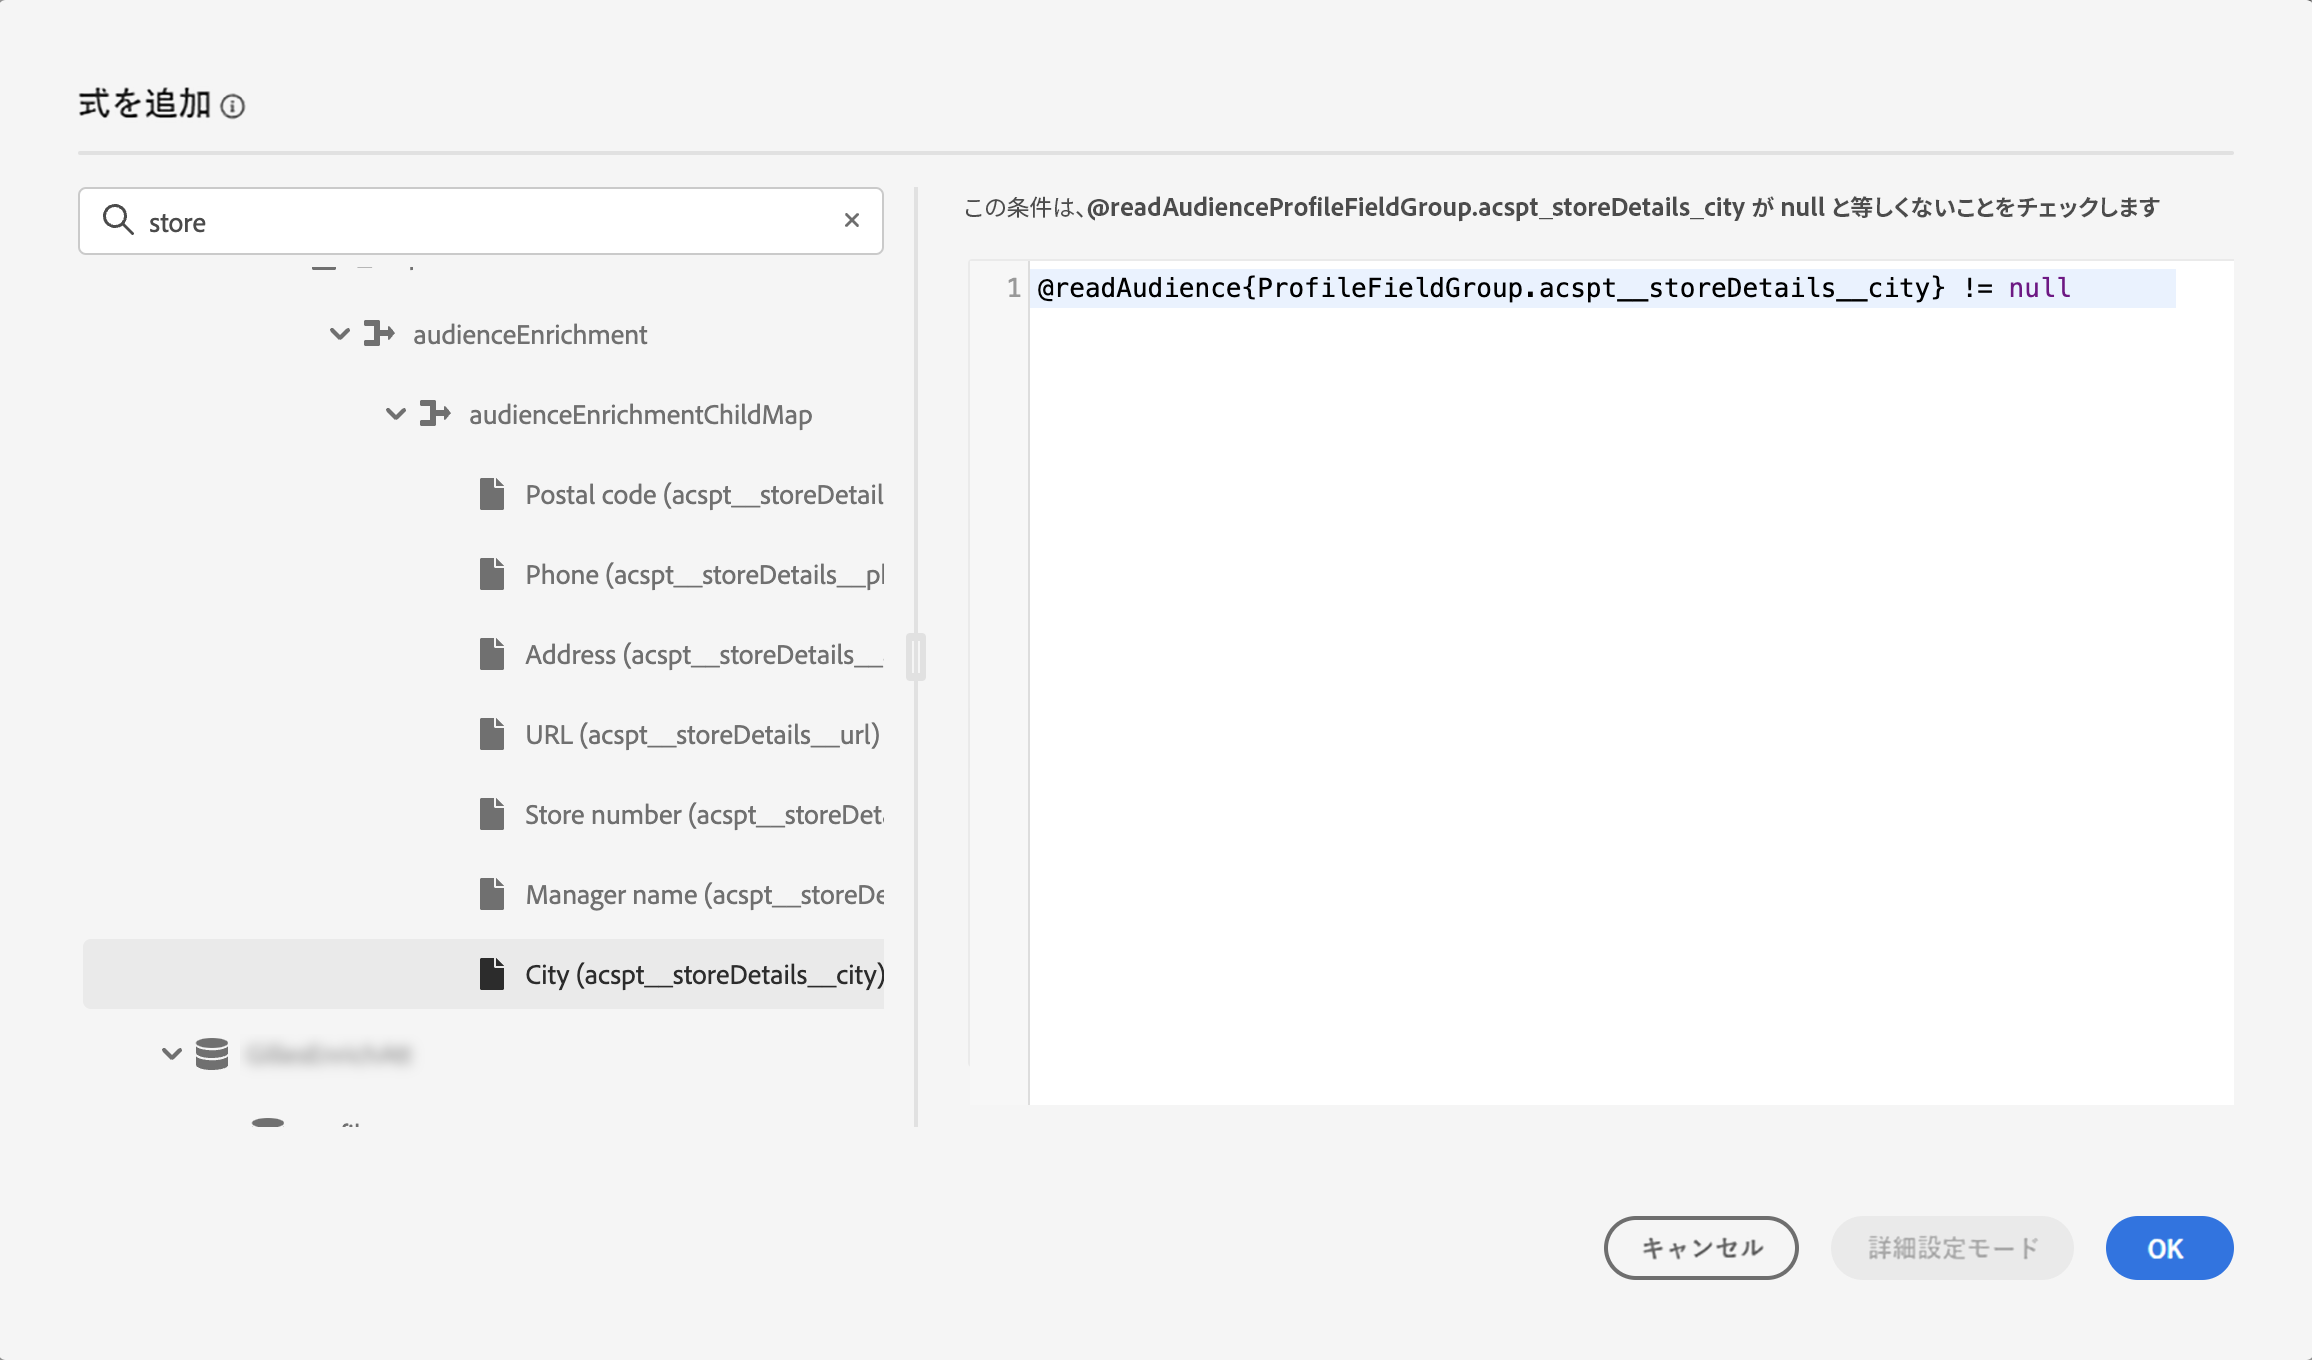 式を追加
store
audienceEnrichment
audienceEnrichmentChildMap
Postal code (acspt__storeDetail
Phone (acspt__storeDetails__pl
Address (acspt__storeDetails__
URL (acspt__storeDetails__url)
Store number (acspt__storeDeta
Manager name (acspt__storeDe
City (acspt__storeDetails__city)
この条件は、@readAudienceProfileFieldGroup.acspt_storeDetails_city が null と等しくないことをチェックします
1 @readAudience{ProfileFieldGroup.acspt__storeDetails__city} != null
キャンセル
詳細設定モード
OK